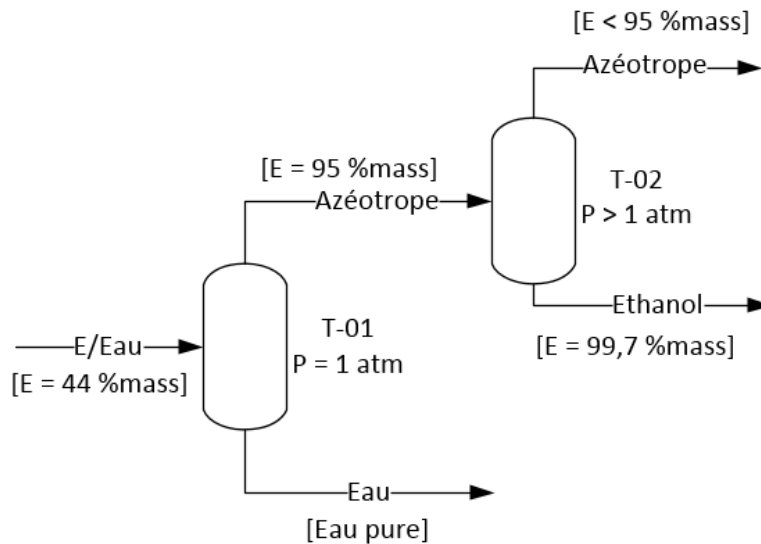 [E < 95 %mass]
Azéotrope
T-02
P > 1 atm
[E = 95 %mass]
Azéotrope
Ethanol
[E = 99,7 %mass]
E/Eau
[E = 44 %mass]
T-01
P = 1 atm
Eau
[Eau pure]